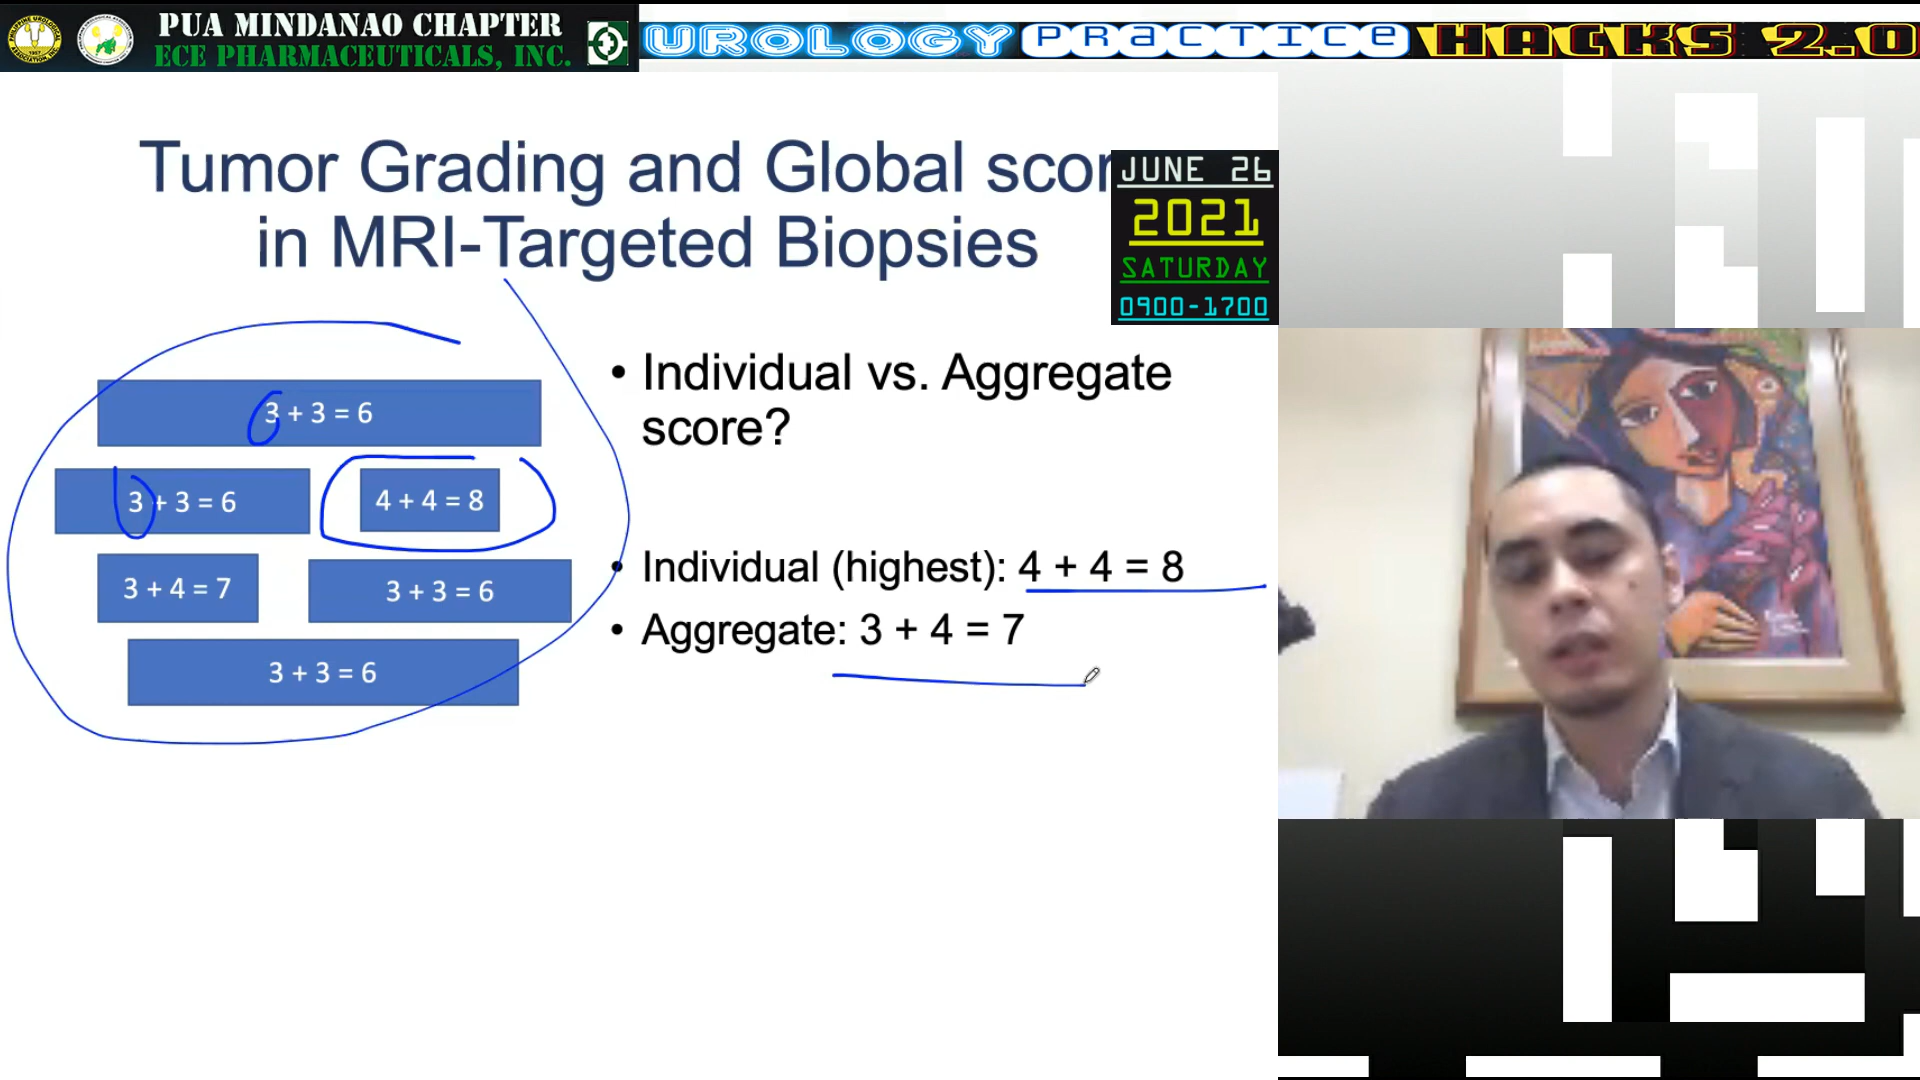 PUA MINDANAO CHAPTER
ECE PHARMACEUTICALS, INC.
UROLOGY PRACTICE HACKS 2.0
Tumor Grading and Global scor
in MRI-Targeted Biopsies
JUNE 26
2021
SATURDAY
0900-1700
3 + 3 = 6
3 + 3 = 6
4 + 4 = 8
3 + 4 = 7
3 + 3 = 6
3 + 3 = 6
• Individual vs. Aggregate
score?
• Individual (highest): 4 + 4 = 8
• Aggregate: 3 + 4 = 7